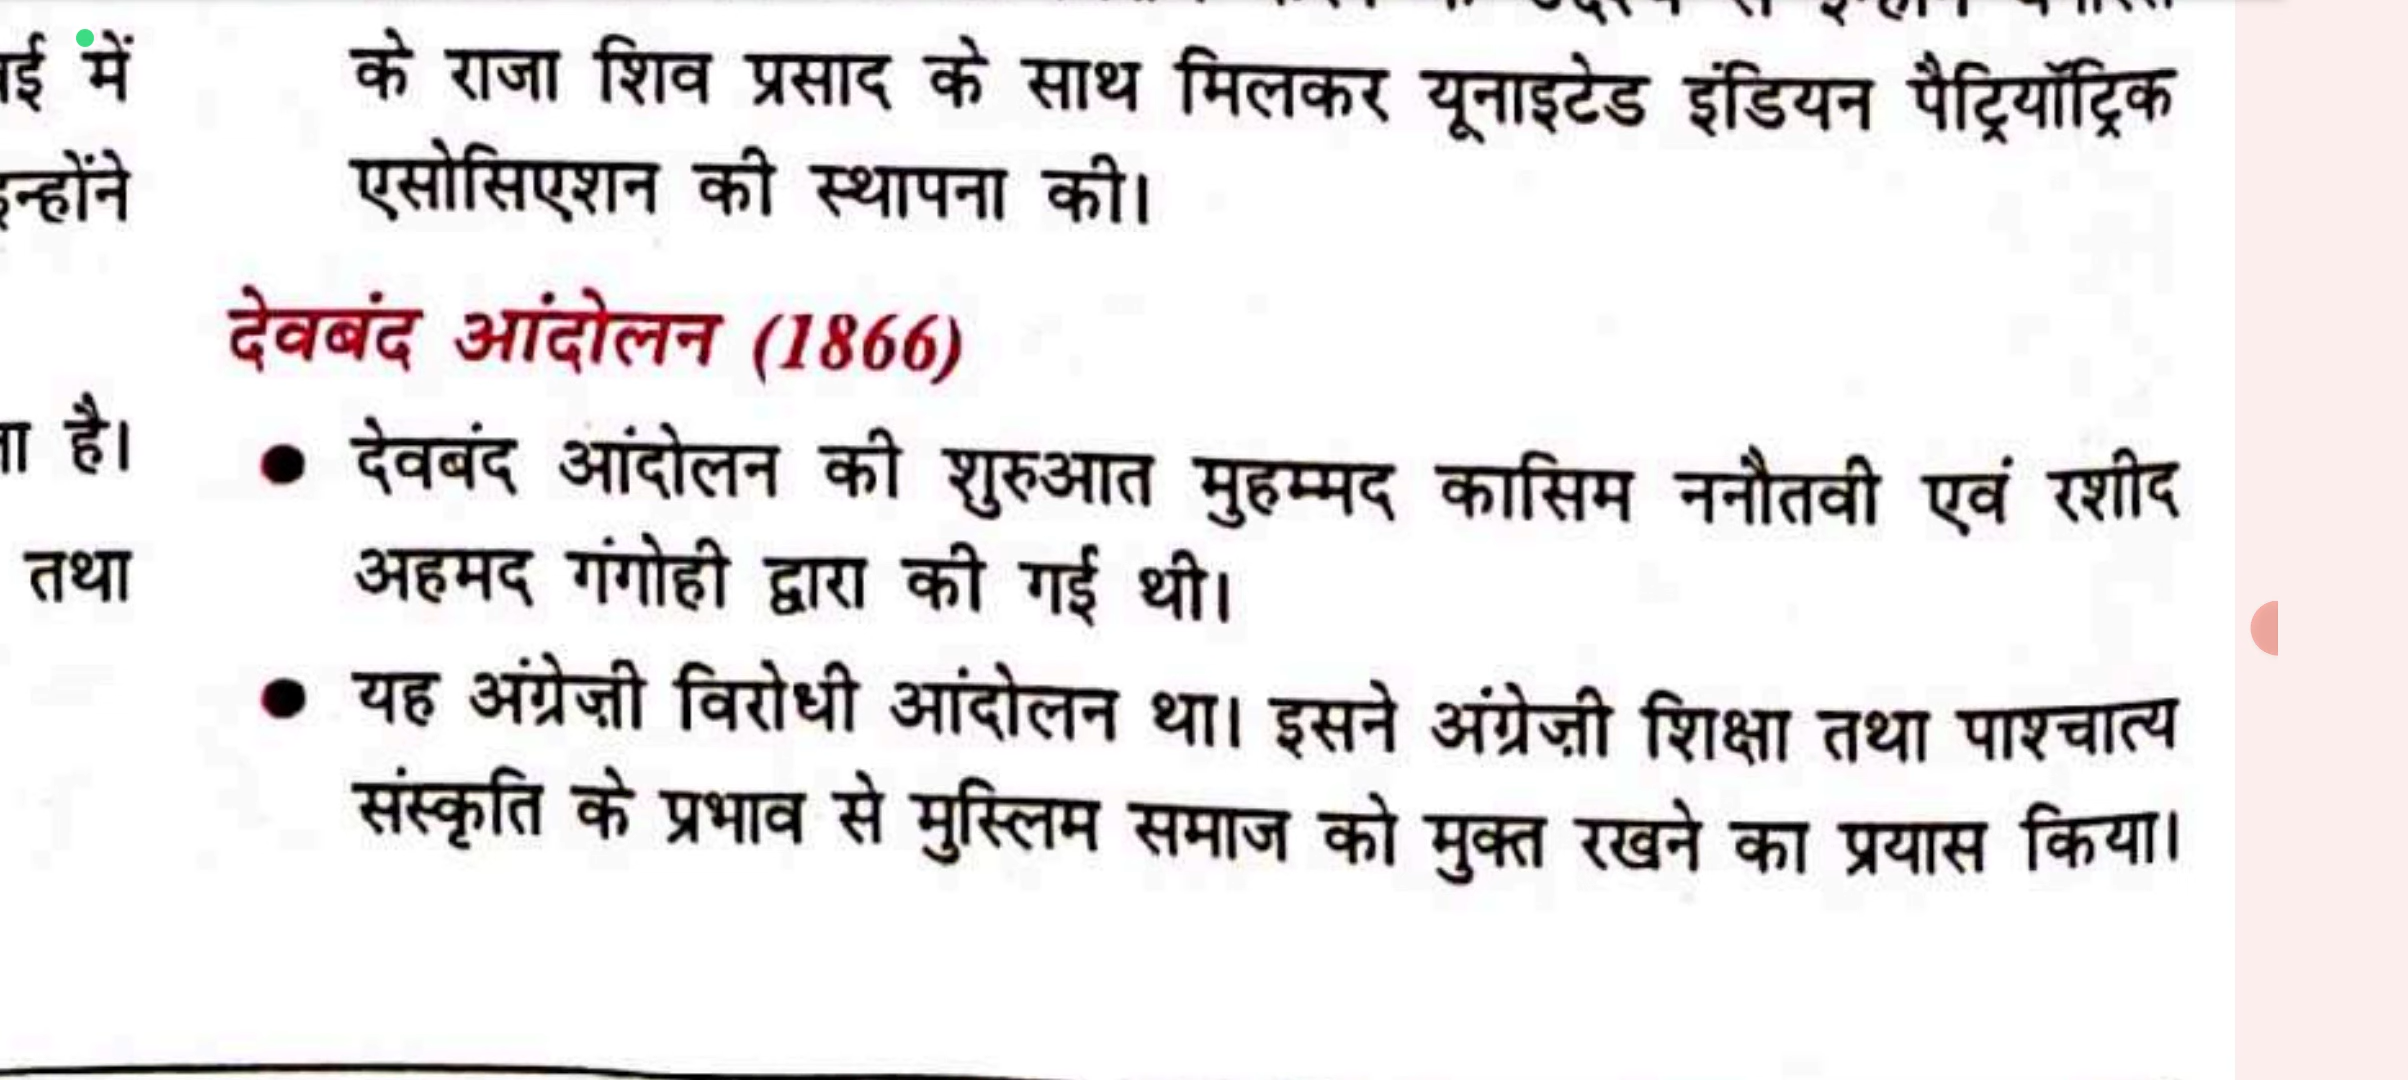 में
के राजा शिव प्रसाद के साथ मिलकर यूनाइटेड इंडियन पैट्रियॉट्रिक
एसोसिएशन की स्थापना की।
देवबंद आंदोलन (1866)
है।
देवबंद आंदोलन की शुरुआत मुहम्मद कासिम ननौतवी एवं रशीद
तथा
अहमद गंगोही द्वारा की गई थी।
यह अंग्रेज़ी विरोधी आंदोलन था। इसने अंग्रेज़ी शिक्षा तथा पाश्चात्य
संस्कृति के प्रभाव से मुस्लिम समाज को मुक्त रखने का प्रयास किया।